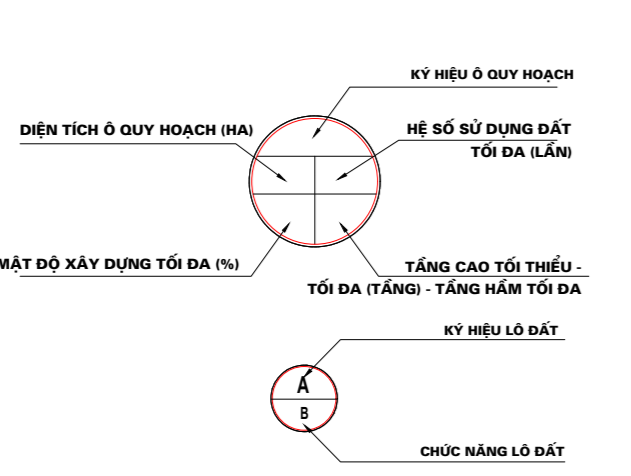 KÝ HIỆU Ô QUY HOẠCH
DIỆN TÍCH Ô QUY HOẠCH (HA)
HỆ SỐ SỬ DỤNG ĐẤT
TỐI ĐA (LẦN)
MẬT ĐỘ XÂY DỰNG TỐI ĐA (%)
TẦNG CAO TỐI THIỂU -
TỐI ĐA (TẦNG) - TẦNG HẦM TỐI ĐA
KÝ HIỆU LÔ ĐẤT
A
B
CHỨC NĂNG LÔ ĐẤT